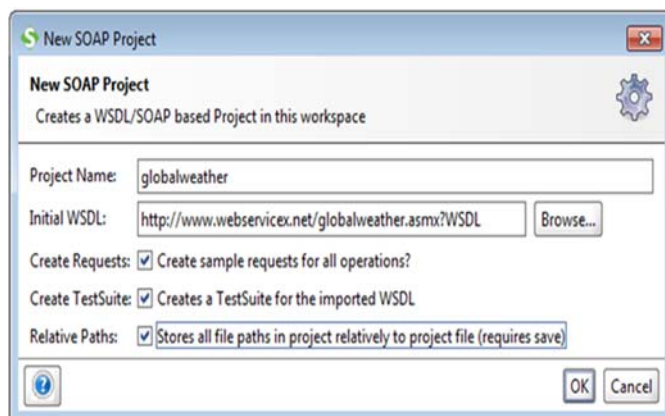 New SOAP Project
New SOAP Project
Creates a WSDL/SOAP based Project in this workspace
Project Name: globalweather
Initial WSDL: http://www.webservicex.net/globalweather.asmx?WSDL Browse...
Create Requests: Create sample requests for all operations?
Create TestSuite: Creates a TestSuite for the imported WSDL
Relative Paths: Stores all file paths in project relatively to project file (requires save)
? OK Cancel